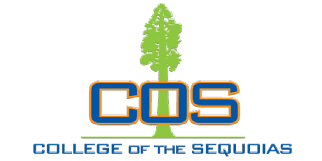 COS
COLLEGE OF THE SEQUOIAS